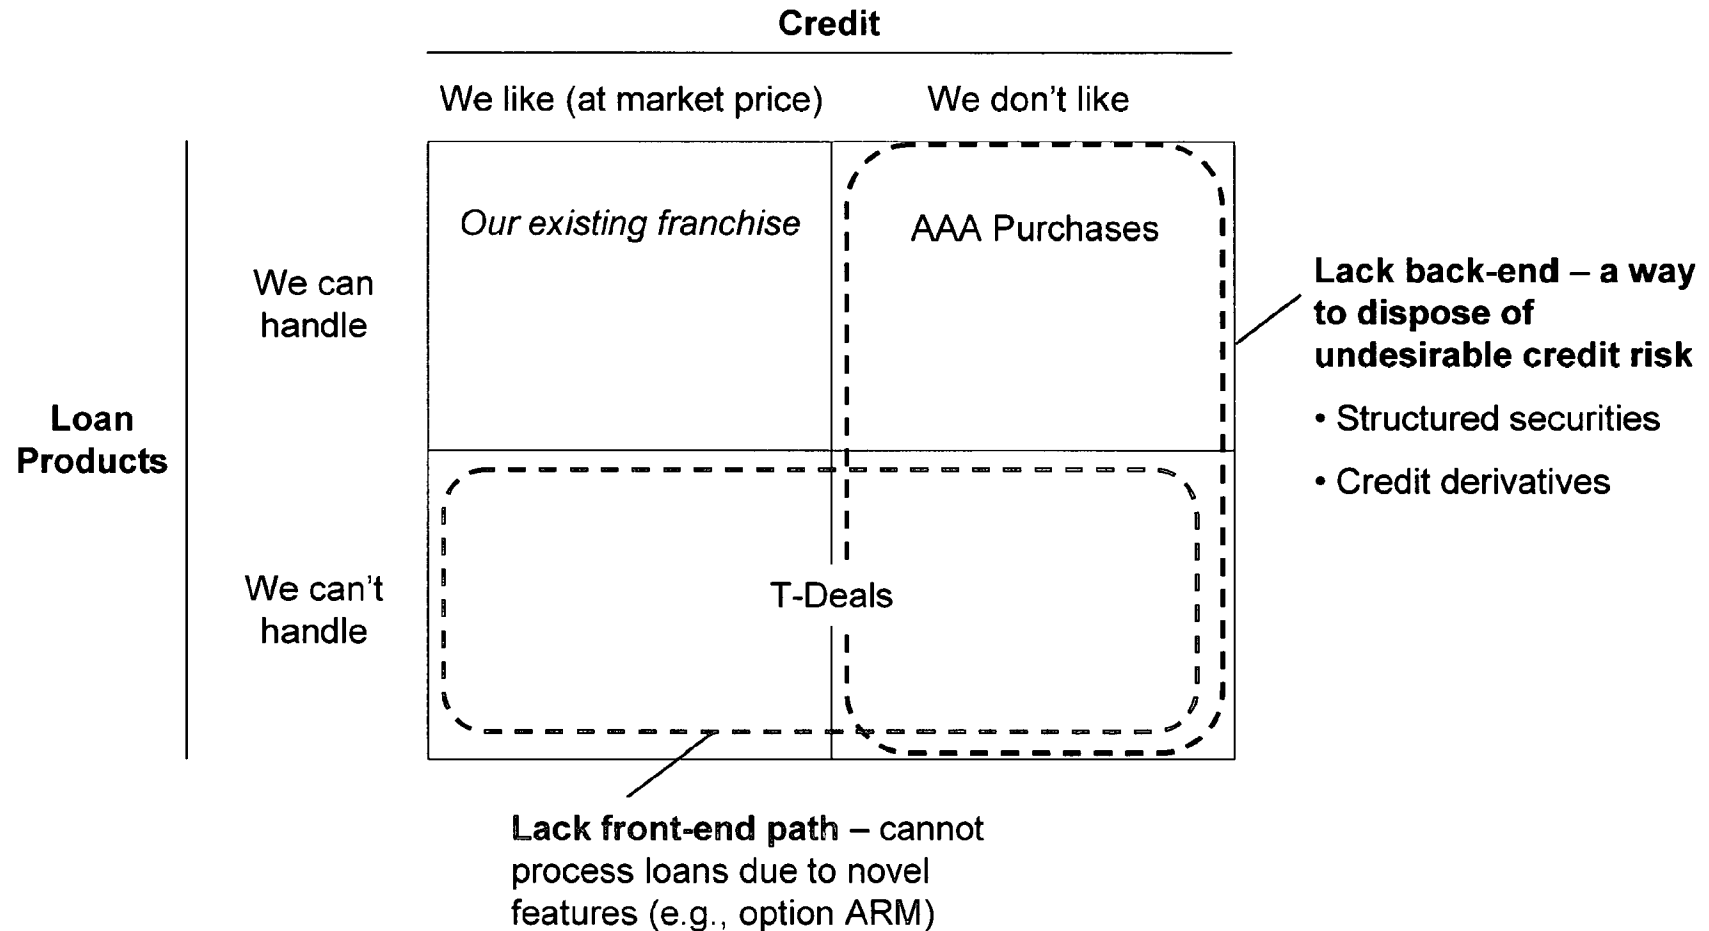 Credit
We like (at market price)
We don't like
Our existing franchise
AAA Purchases
We can
handle
Loan
Products
Lack back-end – a way
to dispose of
undesirable credit risk
• Structured securities
• Credit derivatives
We can't
handle
T-Deals
Lack front-end path – cannot
process loans due to novel
features (e.g., option ARM)